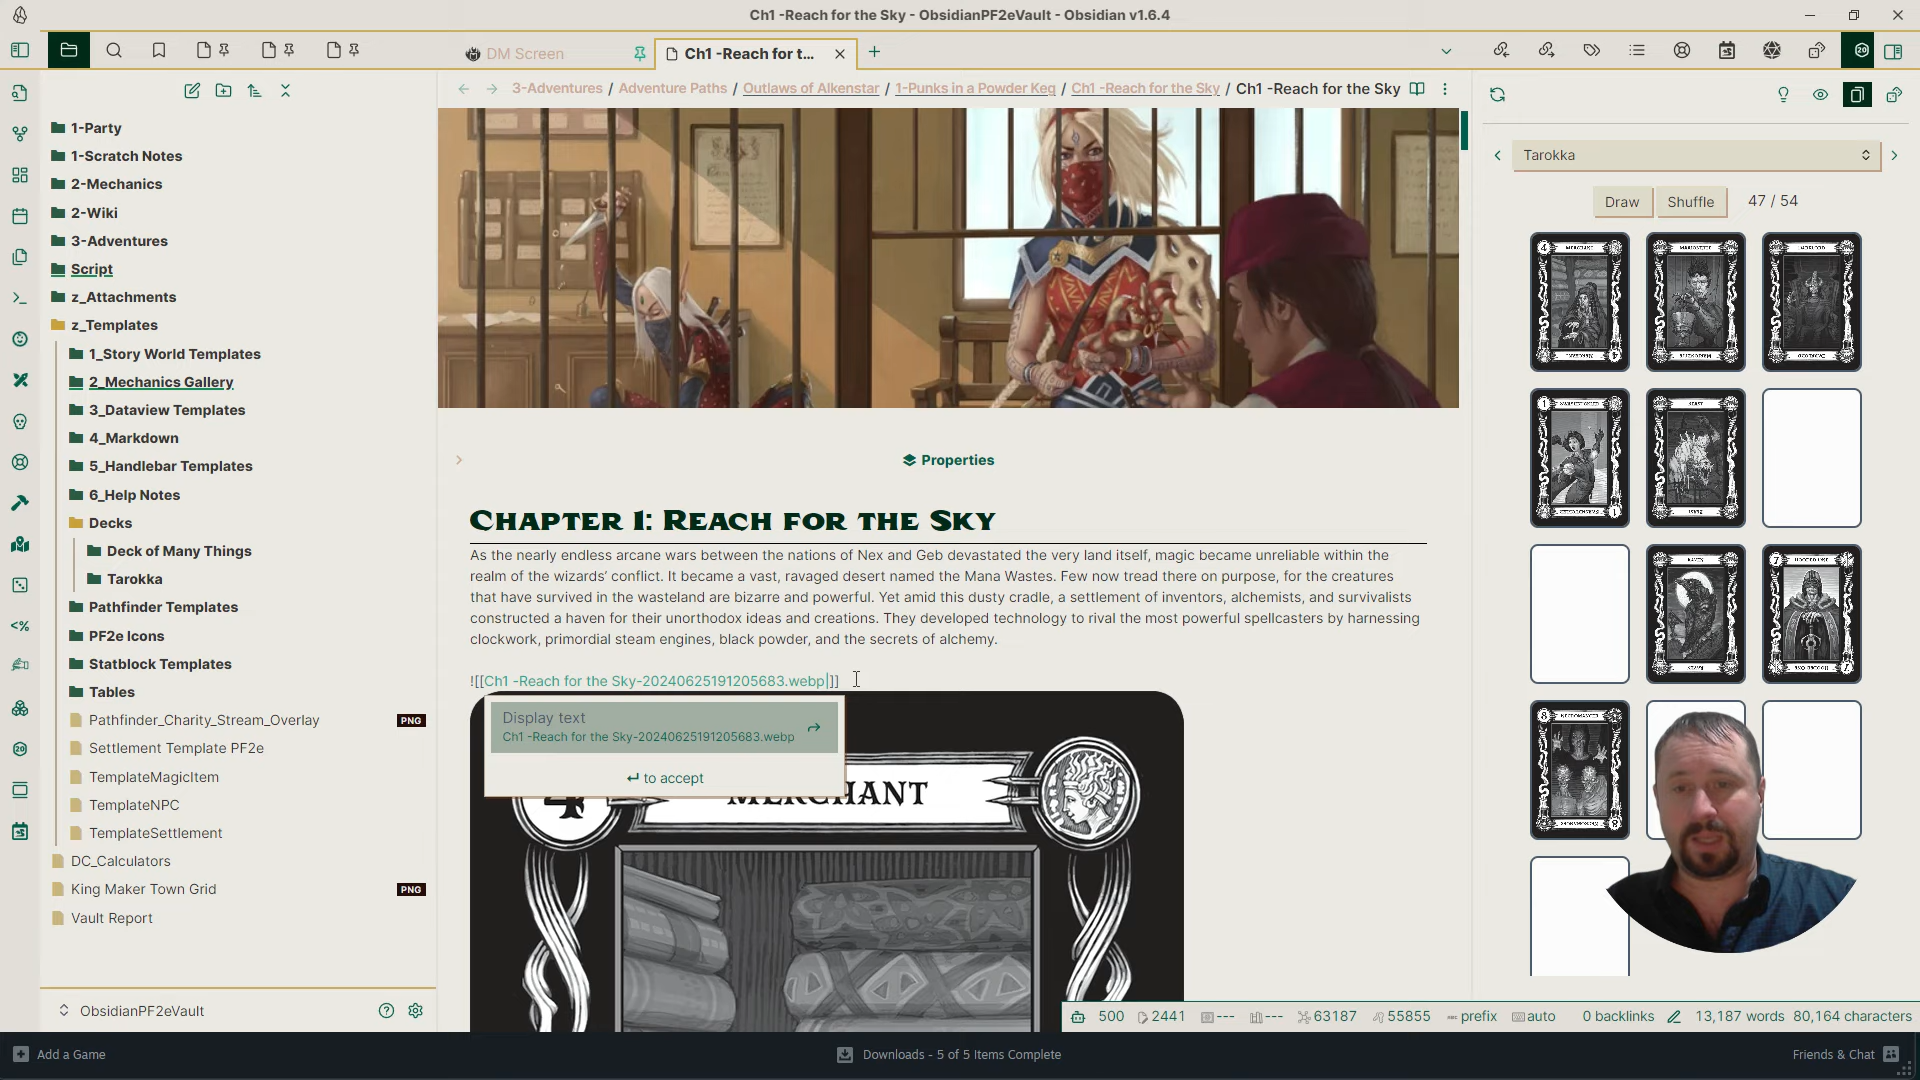 Ch1 -Reach for the Sky - ObsidianPF2eVault - Obsidian v1.6.4
DM Screen
Ch1 -Reach for t...
3-Adventures / Adventure Paths / Outlaws of Alkenstar / 1-Punks in a Powder Keg / Ch1 -Reach for the Sky / Ch1 -Reach for the Sky
1-Party
1-Scratch Notes
2-Mechanics
2-Wiki
3-Adventures
Script
z_Attachments
z_Templates
1_Story World Templates
2_Mechanics Gallery
3_Dataview Templates
4_Markdown
5_Handlebar Templates
6_Help Notes
Decks
Deck of Many Things
Tarokka
Pathfinder Templates
PF2e Icons
Statblock Templates
Tables
Pathfinder_Charity_Stream_Overlay PNG
Settlement Template PF2e
TemplateMagicItem
TemplateNPC
TemplateSettlement
DC_Calculators
King Maker Town Grid PNG
Vault Report
ObsidianPF2eVault
Properties
Chapter 1: Reach for the Sky
As the nearly endless arcane wars between the nations of Nex and Geb devastated the very land itself, magic became unreliable within the
realm of the wizards’ conflict. It became a vast, ravaged desert named the Mana Wastes. Few now tread there on purpose, for the creatures
that have survived in the wasteland are bizarre and powerful. Yet amid this dusty cradle, a settlement of inventors, alchemists, and survivalists
constructed a haven for their unorthodox ideas and creations. They developed technology to rival the most powerful spellcasters by harnessing
clockwork, primordial steam engines, black powder, and the secrets of alchemy.
![[Ch1 -Reach for the Sky-20240625191205683.webp]]
Display text
Ch1 -Reach for the Sky-20240625191205683.webp
↵ to accept
4
MERCHANT
Tarokka
Draw
Shuffle
47 / 54
500
2441
---
---
63187
55855
prefix
auto
0 backlinks
13,187 words
80,164 characters
Add a Game
Downloads - 5 of 5 Items Complete
Friends & Chat